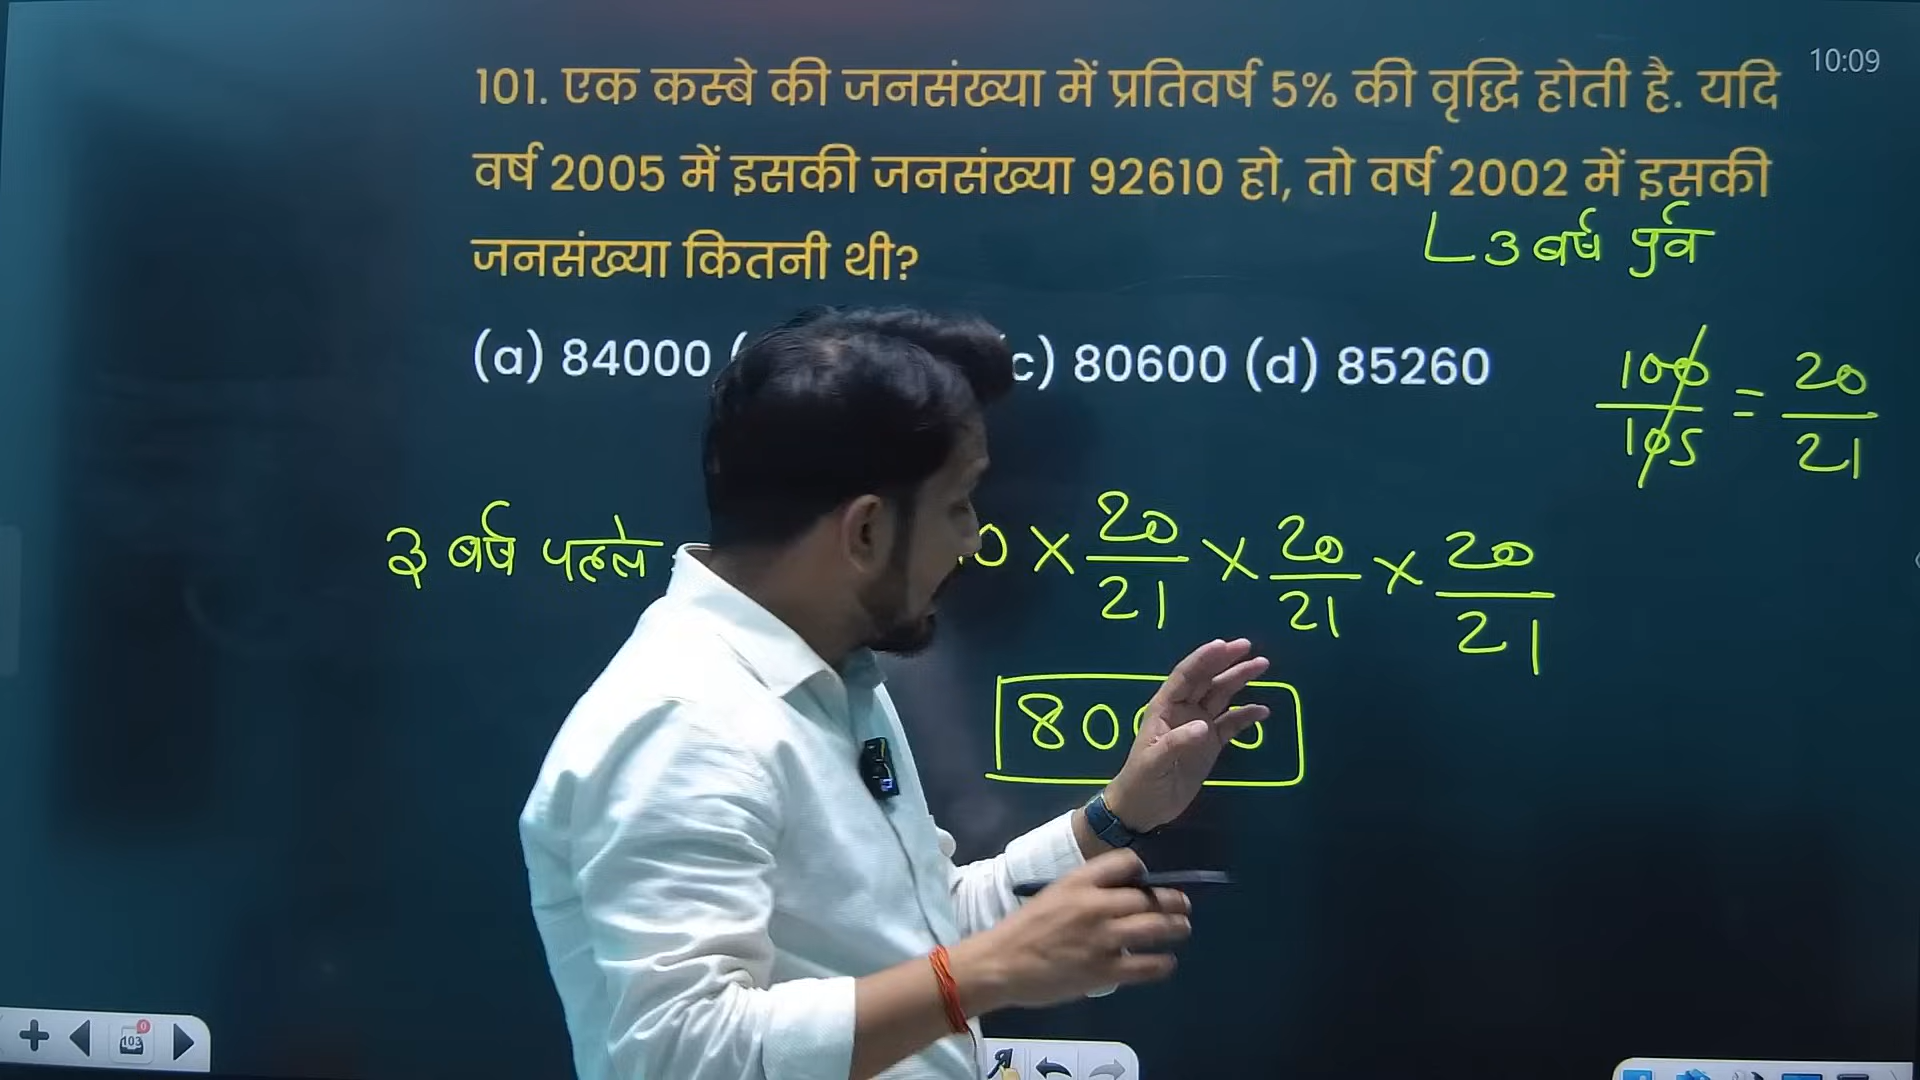 10:09
101. एक कस्बे की जनसंख्या में प्रतिवर्ष 5% की वृद्धि होती है. यदि
वर्ष 2005 में इसकी जनसंख्या 92610 हो, तो वर्ष 2002 में इसकी
जनसंख्या कितनी थी?
3 वर्ष पूर्व
(a) 84000 (c) 80600 (d) 85260
100/105 = 20/21
3 वर्ष पहले 0 × 20/21 × 20/21 × 20/21
103